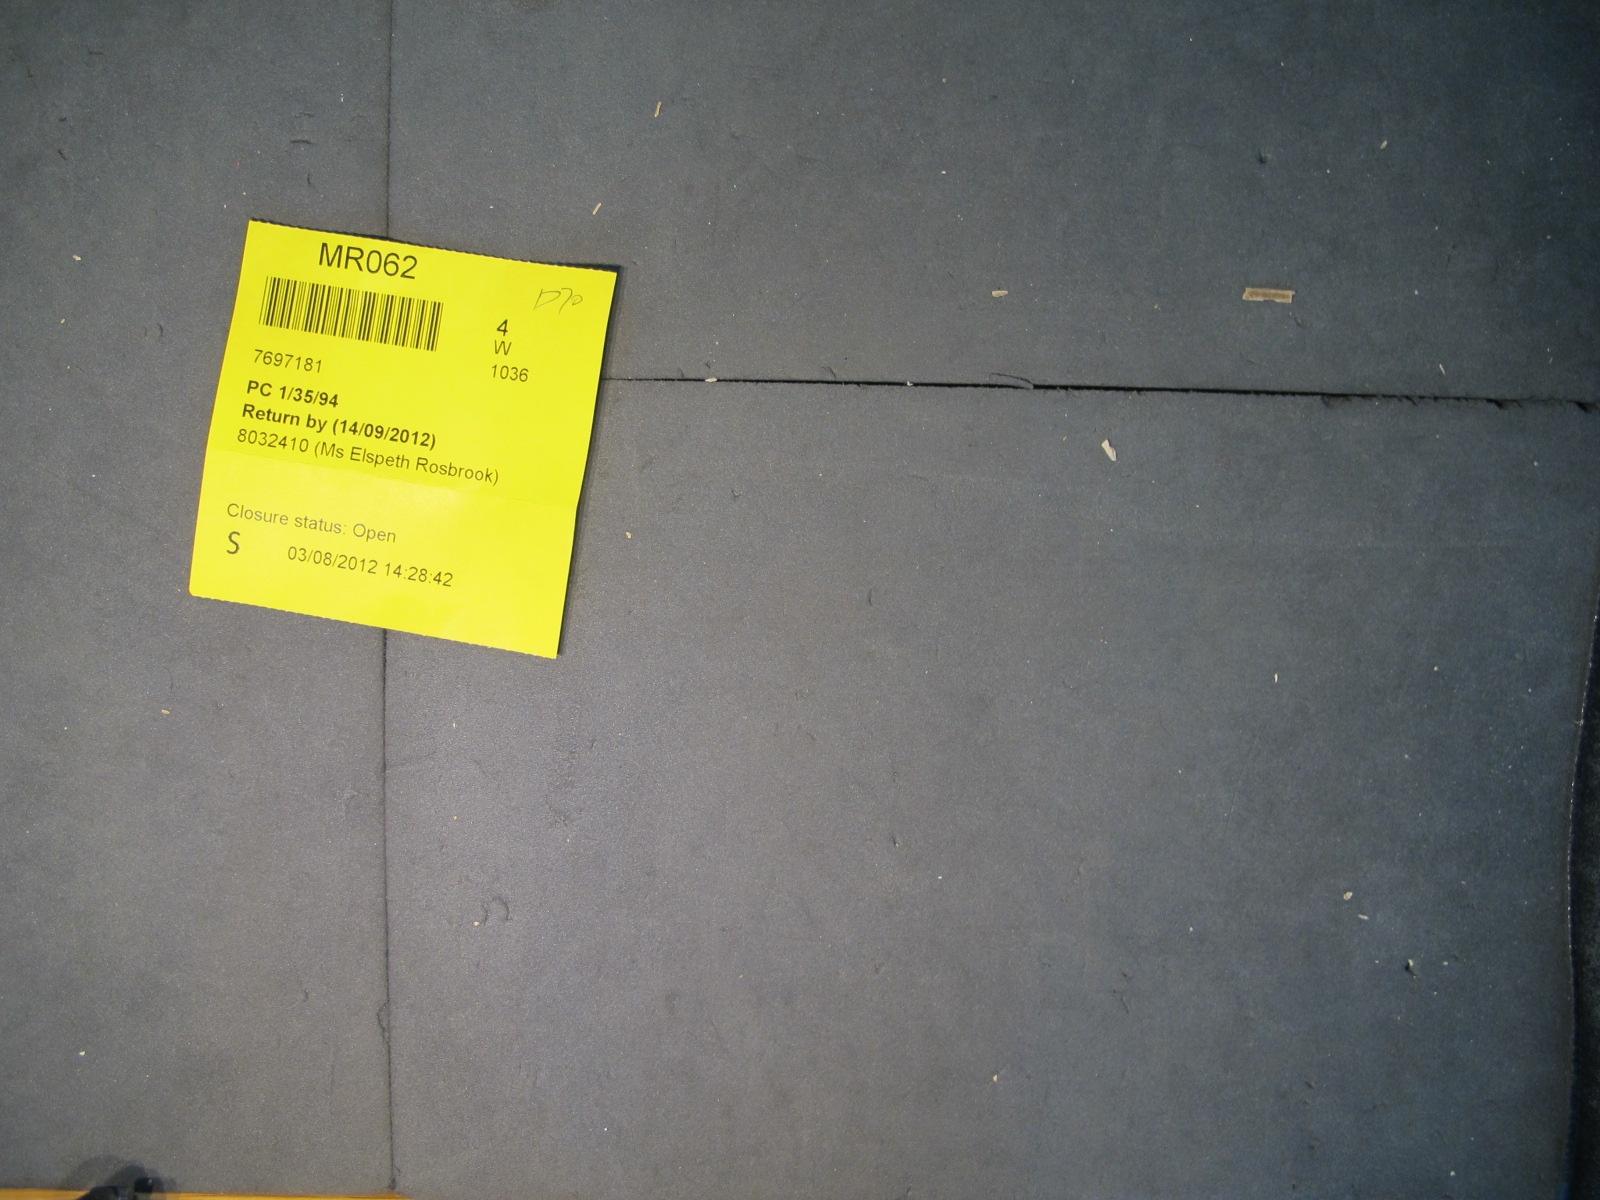 MR062
4
W
1036
7697181
PC 1/35/94
Return by (14/09/2012)
8032410 (Ms Elspeth Rosbrook)
Closure status: Open
S 03/08/2012 14:28:42